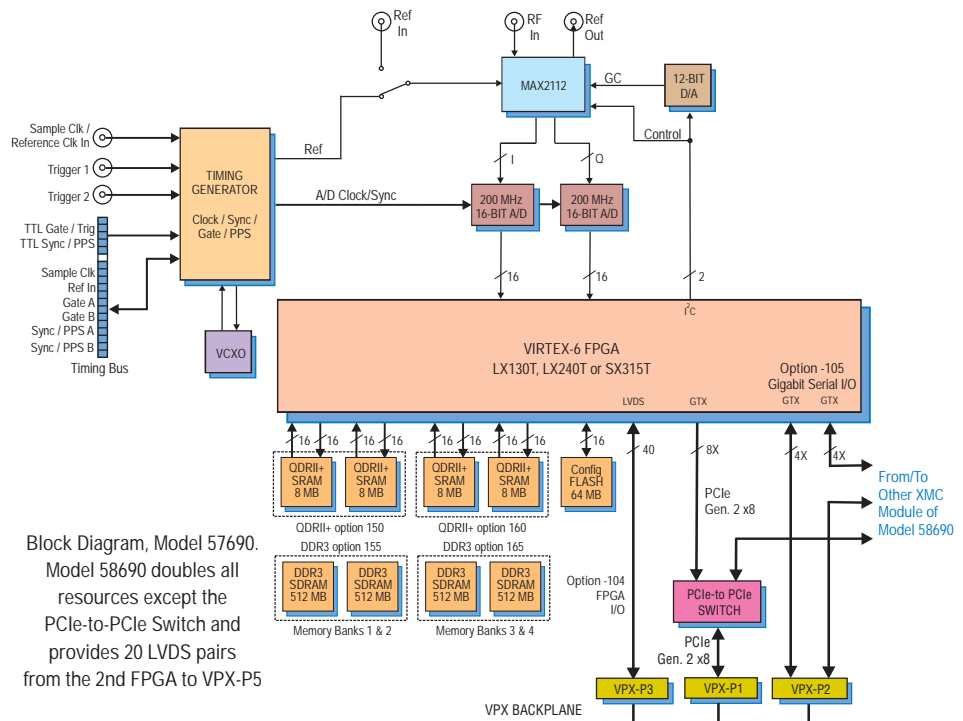 Ref
In
RF
In
Ref
Out
MAX2112
GC
12-BIT
D/A
Control
Sample Clk /
Reference Clk In
Trigger 1
Trigger 2
TTL Gate / Trig
TTL Sync / PPS
Sample Clk
Ref In
Gate A
Gate B
Sync / PPS A
Sync / PPS B
Timing Bus
TIMING
GENERATOR
Clock / Sync /
Gate / PPS
VCXO
Ref
A/D Clock/Sync
I
Q
200 MHz
16-BIT A/D
200 MHz
16-BIT A/D
16
16
2
I2C
VIRTEX-6 FPGA
LX130T, LX240T or SX315T
Option -105
Gigabit Serial I/O
LVDS
GTX
GTX
GTX
16
16
16
16
16
16
16
16
16
40
8X
4X
4X
QDRII+
SRAM
8 MB
QDRII+
SRAM
8 MB
QDRII+
SRAM
8 MB
QDRII+
SRAM
8 MB
Config
FLASH
64 MB
QDRII+ option 150
QDRII+ option 160
DDR3 option 155
DDR3 option 165
DDR3
SDRAM
512 MB
DDR3
SDRAM
512 MB
DDR3
SDRAM
512 MB
DDR3
SDRAM
512 MB
Memory Banks 1 & 2
Memory Banks 3 & 4
PCIe
Gen. 2 x8
From/To
Other XMC
Module of
Model 58690
Option -104
FPGA
I/O
PCIe-to PCIe
SWITCH
PCIe
Gen. 2 x8
VPX-P3
VPX-P1
VPX-P2
VPX BACKPLANE
Block Diagram, Model 57690.
Model 58690 doubles all
resources except the
PCIe-to-PCIe Switch and
provides 20 LVDS pairs
from the 2nd FPGA to VPX-P5